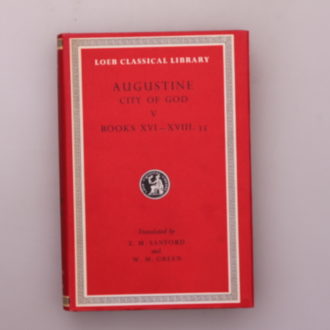 LOEB CLASSICAL LIBRARY
AUGUSTINE
CITY OF GOD
V
BOOKS XVI–XVIII. 35
Translated by
E. M. SANFORD
and
W. M. GREEN